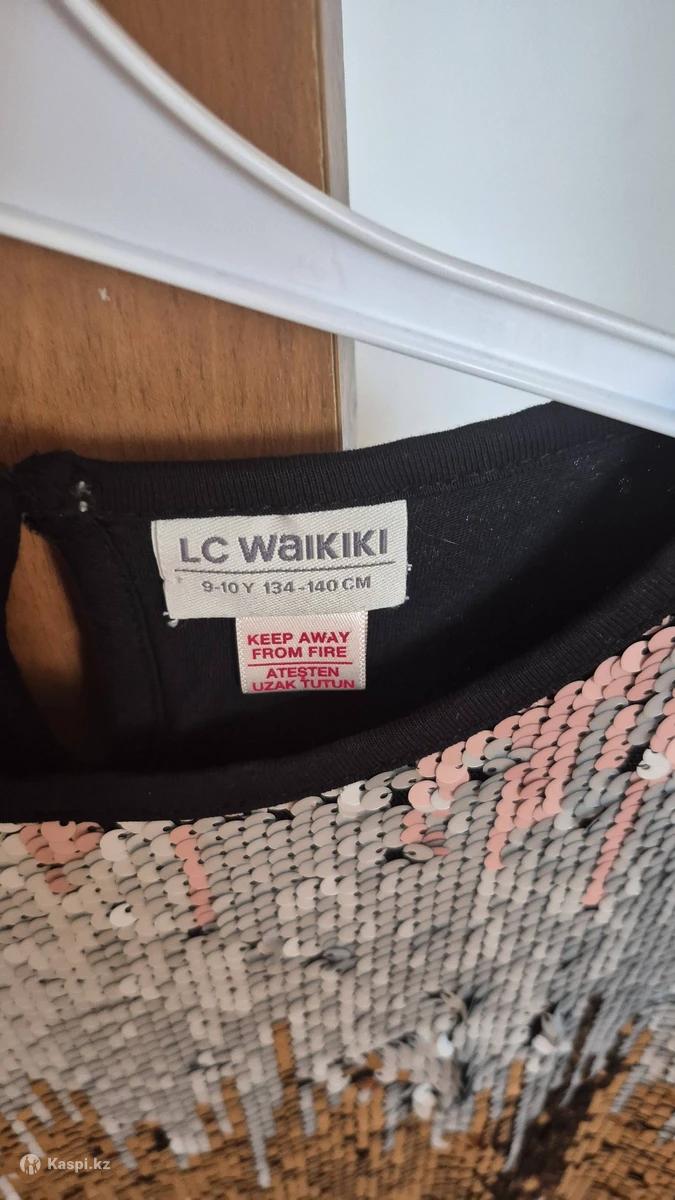 LC WAIKIKI
9-10 Y 134-140 CM
KEEP AWAY
FROM FIRE
ATEŞTEN
UZAK TUTUN
Kaspi.kz